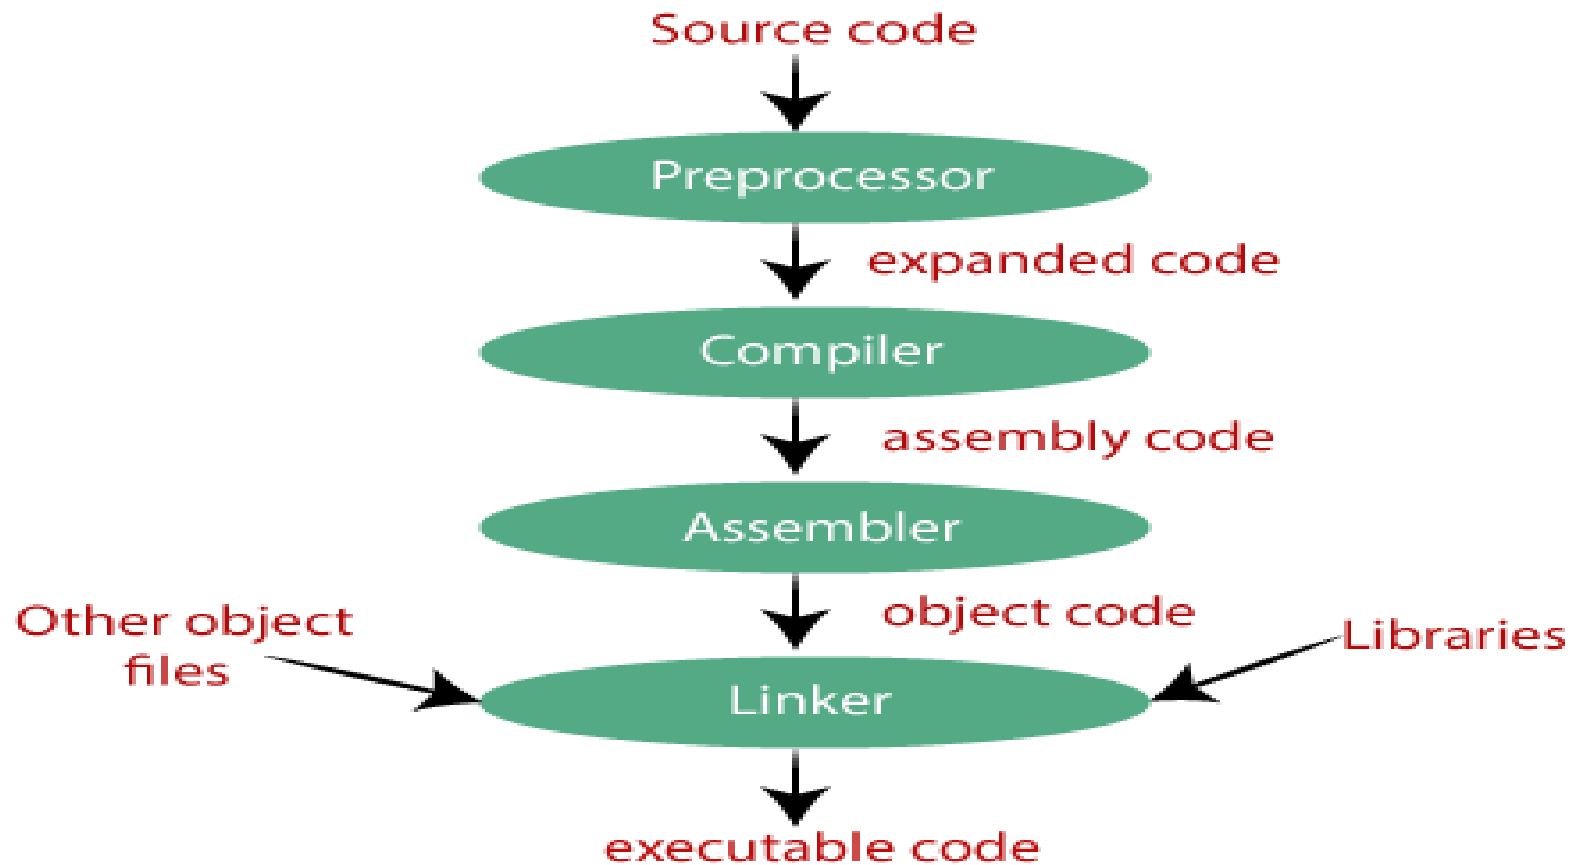 Source code
Preprocessor
expanded code
Compiler
assembly code
Assembler
object code
Other object
files
Libraries
Linker
executable code